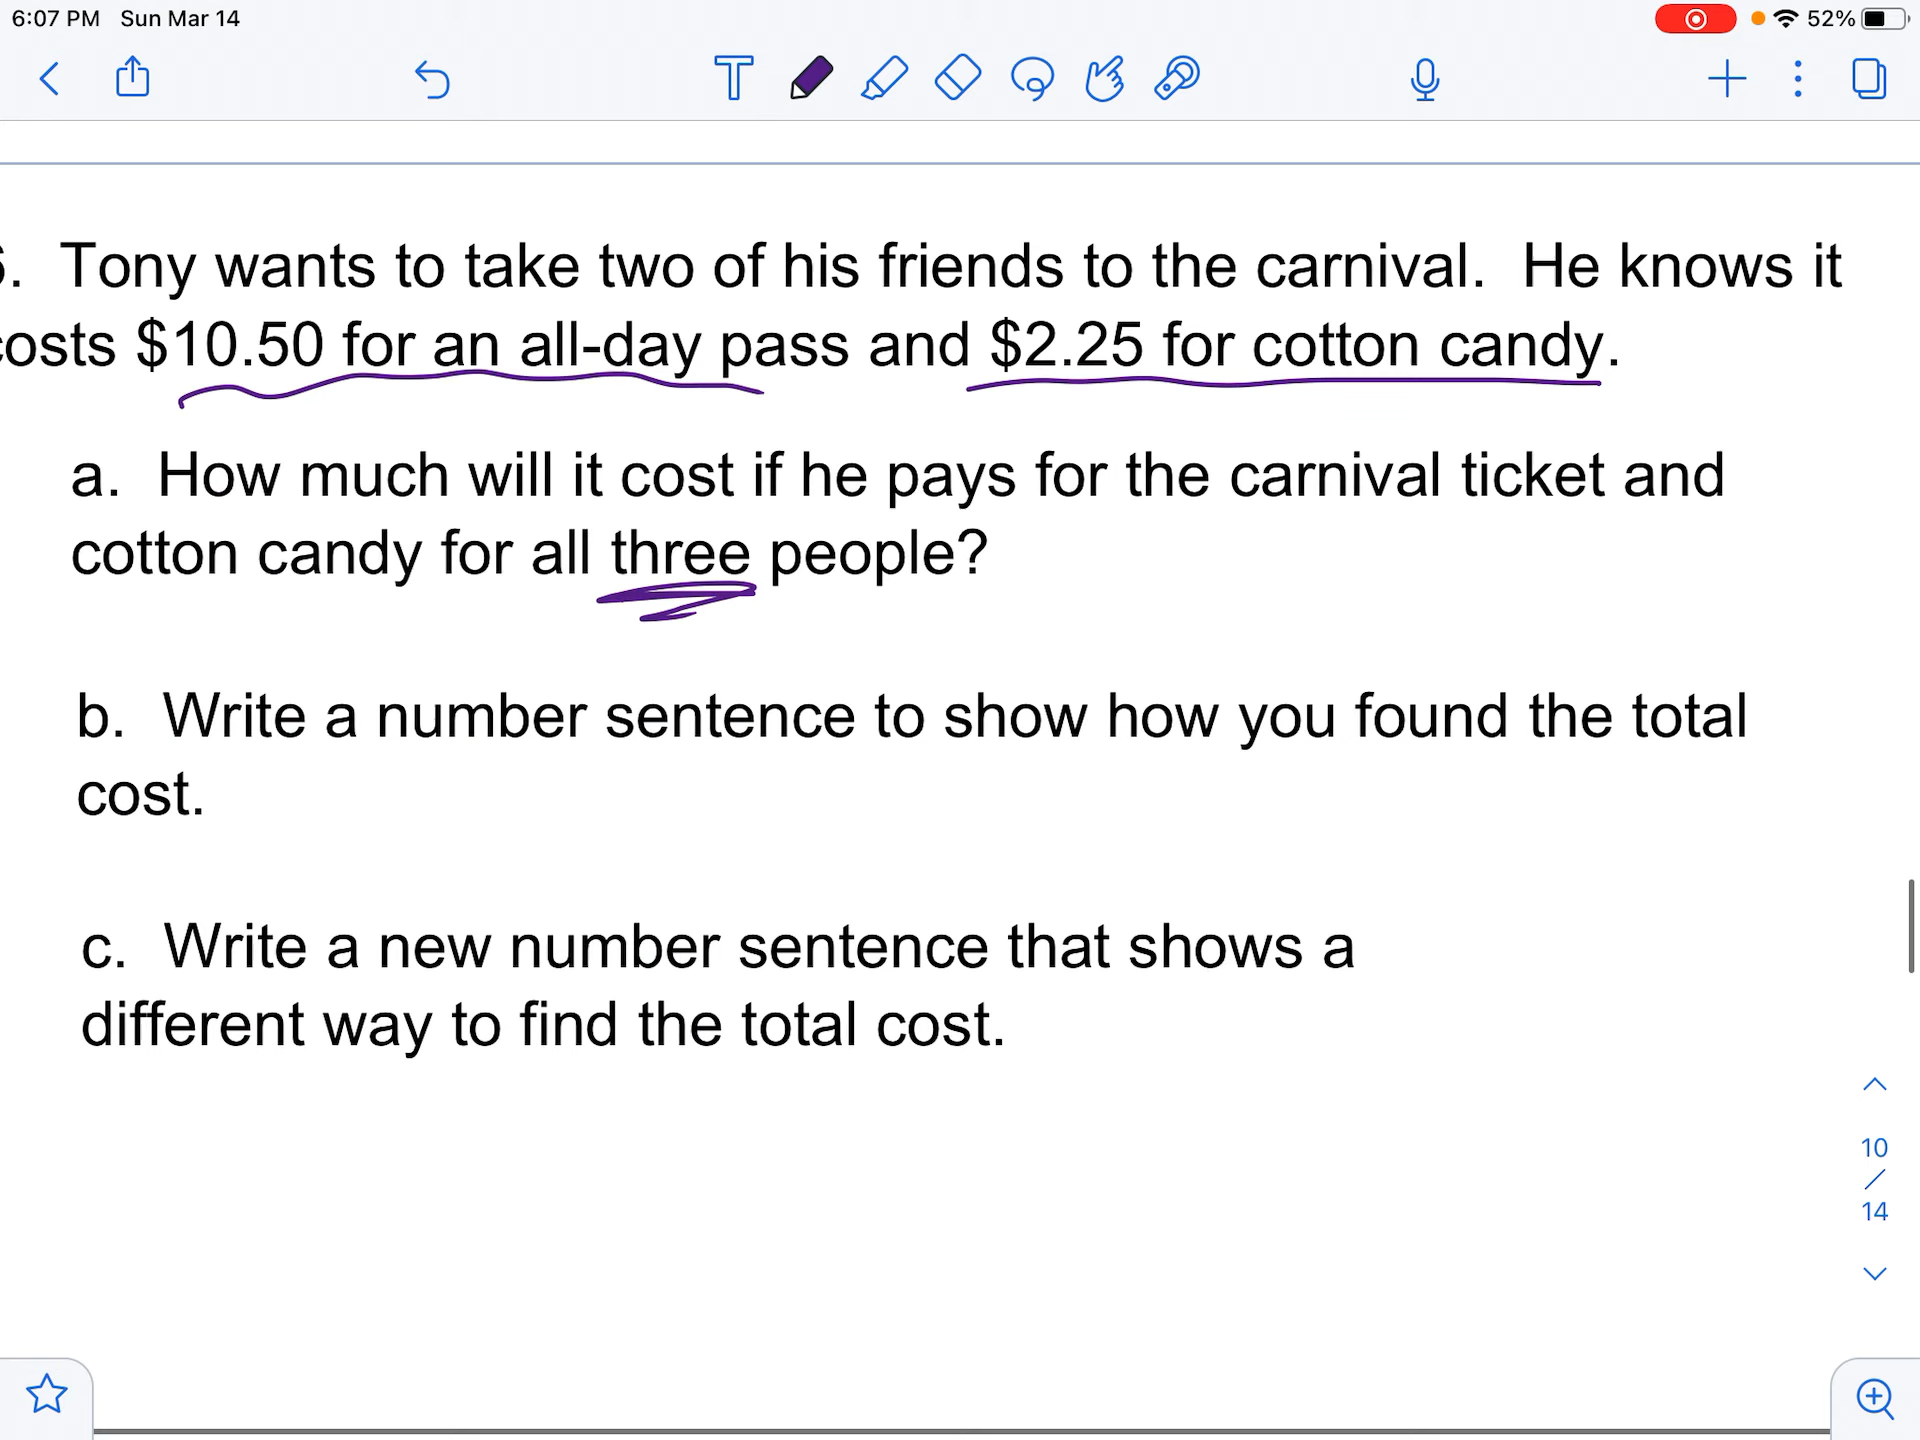 6:07 PM Sun Mar 14
52%
. Tony wants to take two of his friends to the carnival. He knows it
costs $10.50 for an all-day pass and $2.25 for cotton candy.
a. How much will it cost if he pays for the carnival ticket and
cotton candy for all three people?
b. Write a number sentence to show how you found the total
cost.
c. Write a new number sentence that shows a
different way to find the total cost.
10
/
14